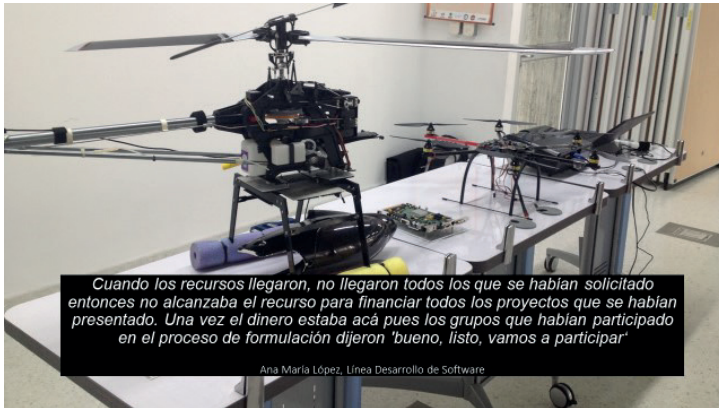 Cuando los recursos llegaron, no llegaron todos los que se habían solicitado
entonces no alcanzaba el recurso para financiar todos los proyectos que se habían
presentado. Una vez el dinero estaba acá pues los grupos que habían participado
en el proceso de formulación dijeron 'bueno, listo, vamos a participar'
Ana María López, Línea Desarrollo de Software